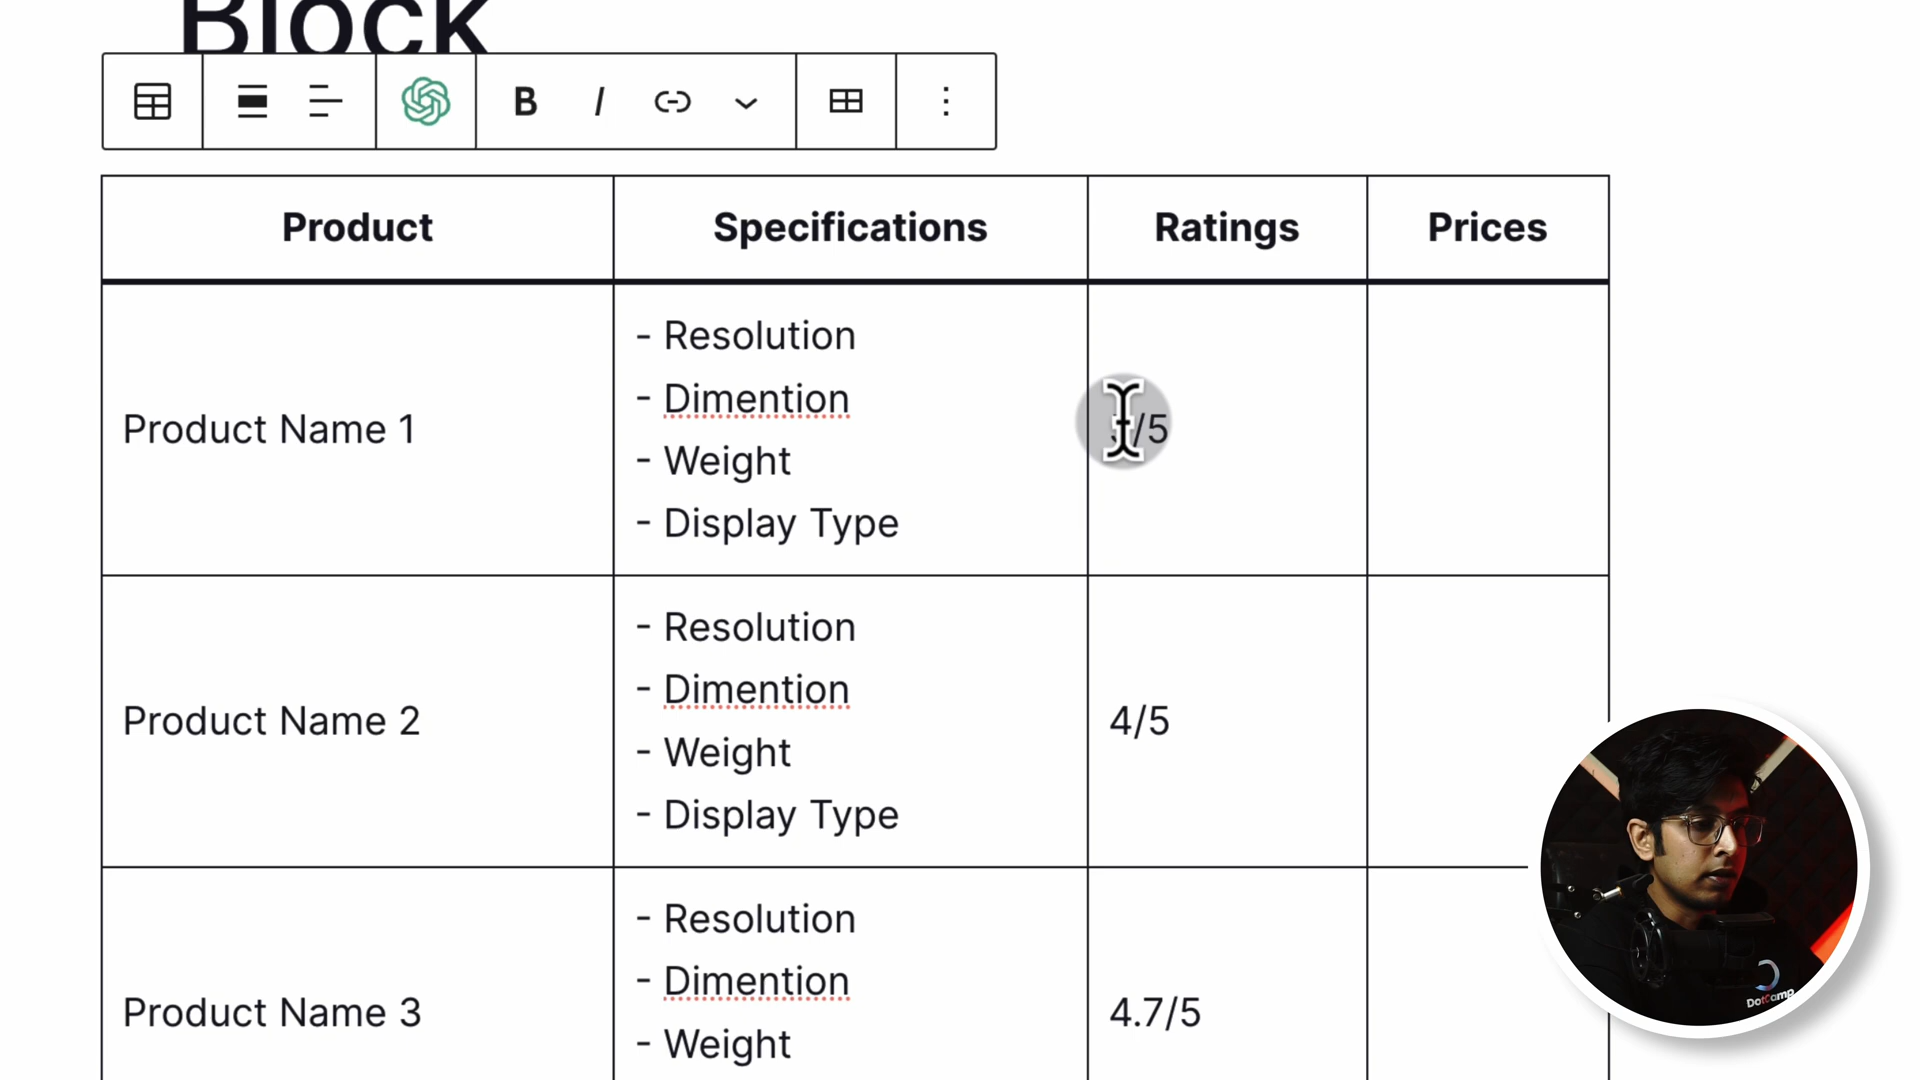 Block
B I
Product Specifications Ratings Prices
Product Name 1
- Resolution
- Dimention
- Weight
- Display Type
/5
Product Name 2
- Resolution
- Dimention
- Weight
- Display Type
4/5
Product Name 3
- Resolution
- Dimention
- Weight
4.7/5
DotCamp